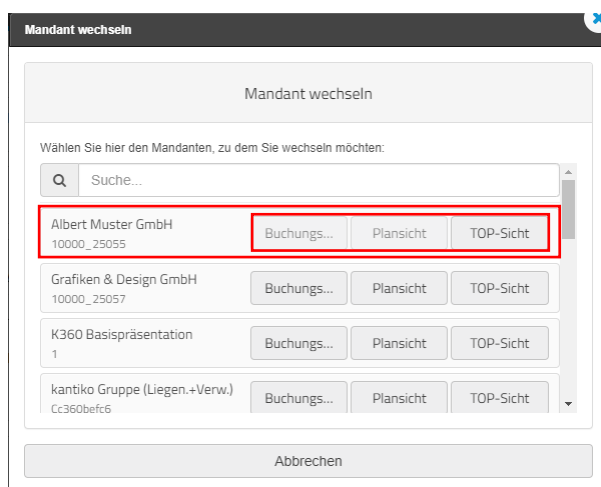 Mandant wechseln
Mandant wechseln
Wählen Sie hier den Mandanten, zu dem Sie wechseln möchten:
Suche...
Albert Muster GmbH
10000_25055
Buchungs... Plansicht TOP-Sicht
Grafiken & Design GmbH
10000_25057
Buchungs... Plansicht TOP-Sicht
K360 Basispräsentation
1
Buchungs... Plansicht TOP-Sicht
kantiko Gruppe (Liegen.+Verw.)
Cc360befc6
Buchungs... Plansicht TOP-Sicht
Abbrechen